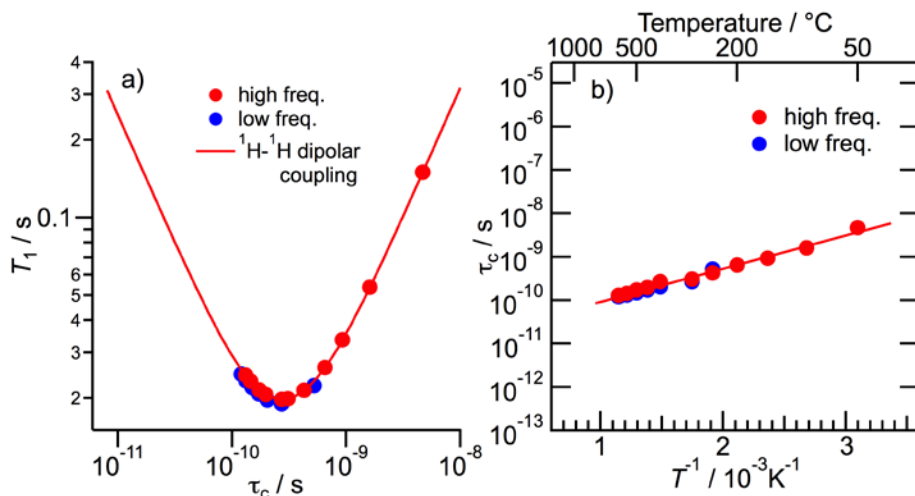 a)
high freq.
low freq.
¹H-¹H dipolar
coupling
T₁ / s
0.1
4
3
2
8
6
5
4
3
2
10⁻¹¹
10⁻¹⁰
10⁻⁹
10⁻⁸
τc / s
Temperature / °C
1000
500
200
50
b)
high freq.
low freq.
τc / s
10⁻⁵
10⁻⁶
10⁻⁷
10⁻⁸
10⁻⁹
10⁻¹⁰
10⁻¹¹
10⁻¹²
10⁻¹³
1
2
3
T⁻¹ / 10⁻³K⁻¹